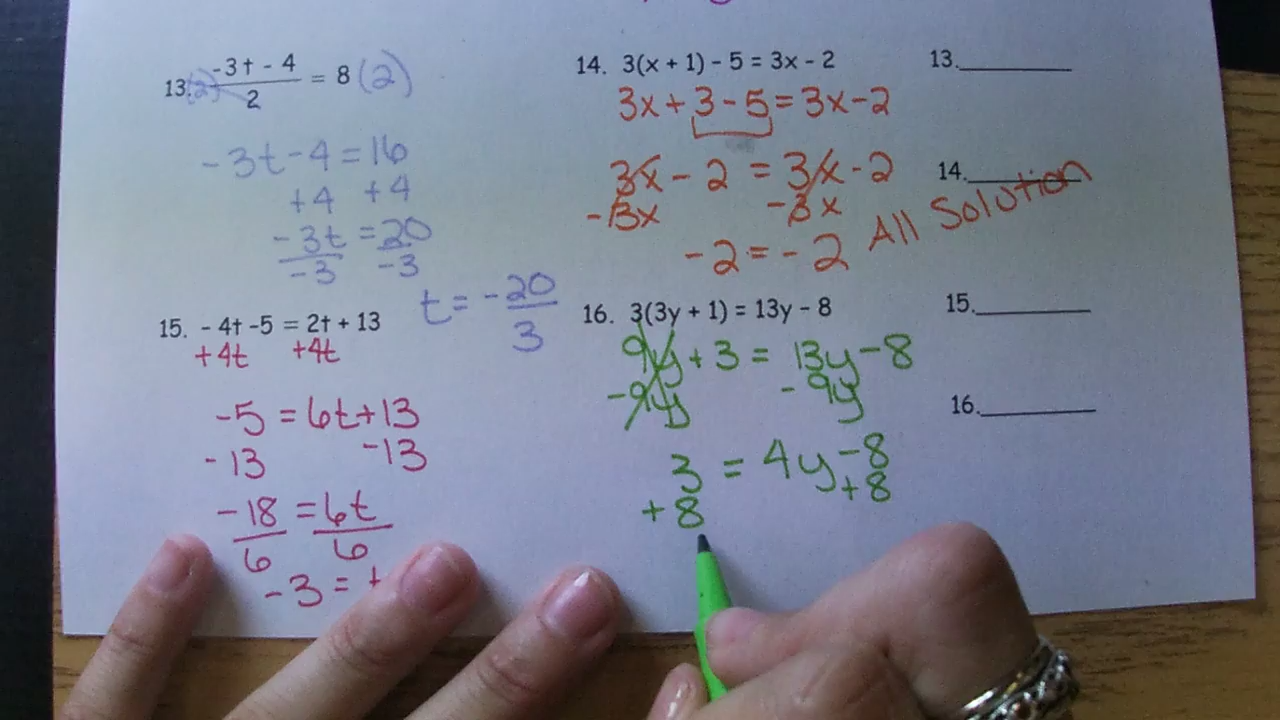 13. (2) -3t - 4 = 8 (2)
2
-3t - 4 = 16
+4 +4
-3t = 20
-3 -3
t = -20
3
14. 3(x + 1) - 5 = 3x - 2
3x + 3 - 5 = 3x - 2
3x - 2 = 3x - 2
-3x -3x
-2 = -2 All Solution
13.
14.
15. - 4t -5 = 2t + 13
+4t +4t
-5 = 6t + 13
-13 -13
-18 = 6t
6 6
-3 = t
16. 3(3y + 1) = 13y - 8
9y + 3 = 13y - 8
-9y -9y
3 = 4y - 8
+8 +8
15.
16.